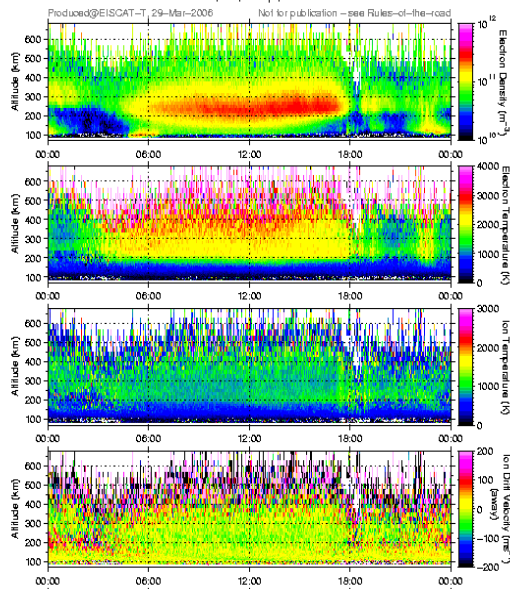 Produced@EISCAT-T, 29-Mar-2006 Not for publication - see Rules-of-the-road
Altitude (km)
600
500
400
300
200
100
00:00 06:00 12:00 18:00 00:00
10¹²
10¹¹
10¹⁰
Electron Density (m⁻³)
Altitude (km)
600
500
400
300
200
100
00:00 06:00 12:00 18:00 00:00
4000
3000
2000
1000
0
Electron Temperature (K)
Altitude (km)
600
500
400
300
200
100
00:00 06:00 12:00 18:00 00:00
3000
2000
1000
0
Ion Temperature (K)
Altitude (km)
600
500
400
300
200
100
00:00 06:00 12:00 18:00 00:00
200
100
0
-100
-200
Ion Drift Velocity (ms⁻¹)
(away)